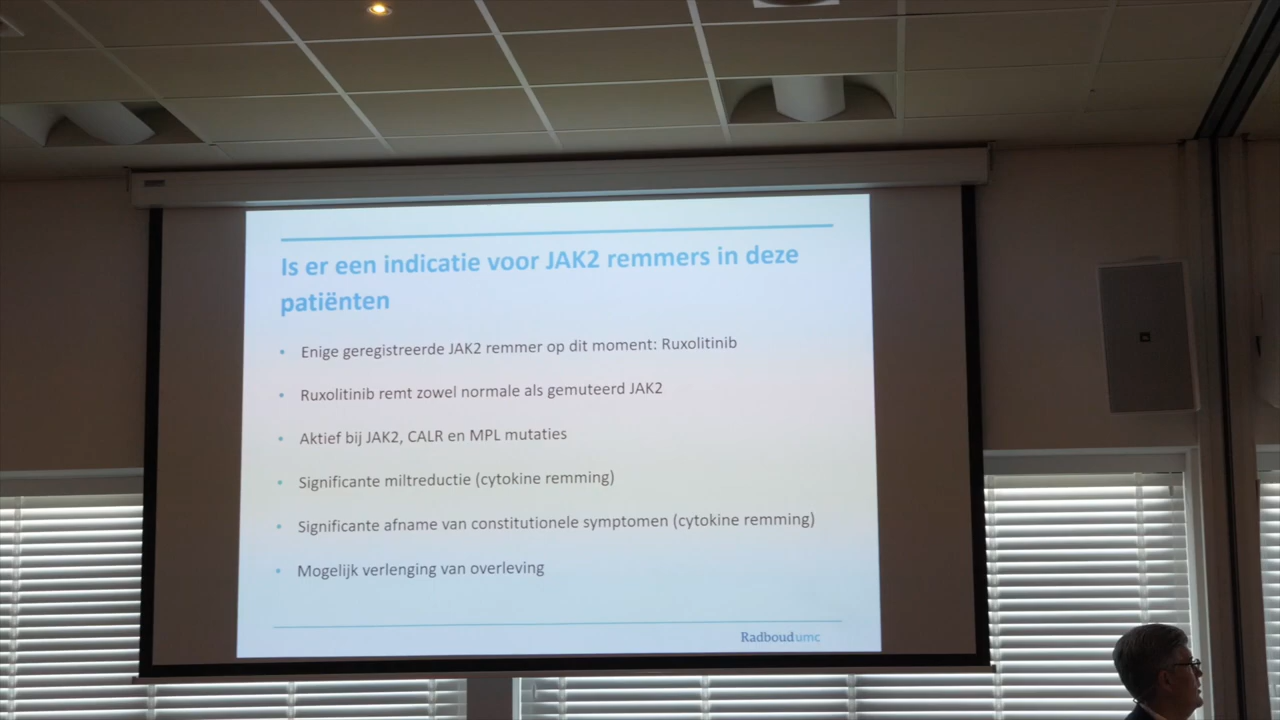 Is er een indicatie voor JAK2 remmers in deze
patiënten
• Enige geregistreerde JAK2 remmer op dit moment: Ruxolitinib
• Ruxolitinib remt zowel normale als gemuteerd JAK2
• Aktief bij JAK2, CALR en MPL mutaties
• Significante miltreductie (cytokine remming)
• Significante afname van constitutionele symptomen (cytokine remming)
• Mogelijk verlenging van overleving
Radboudumc